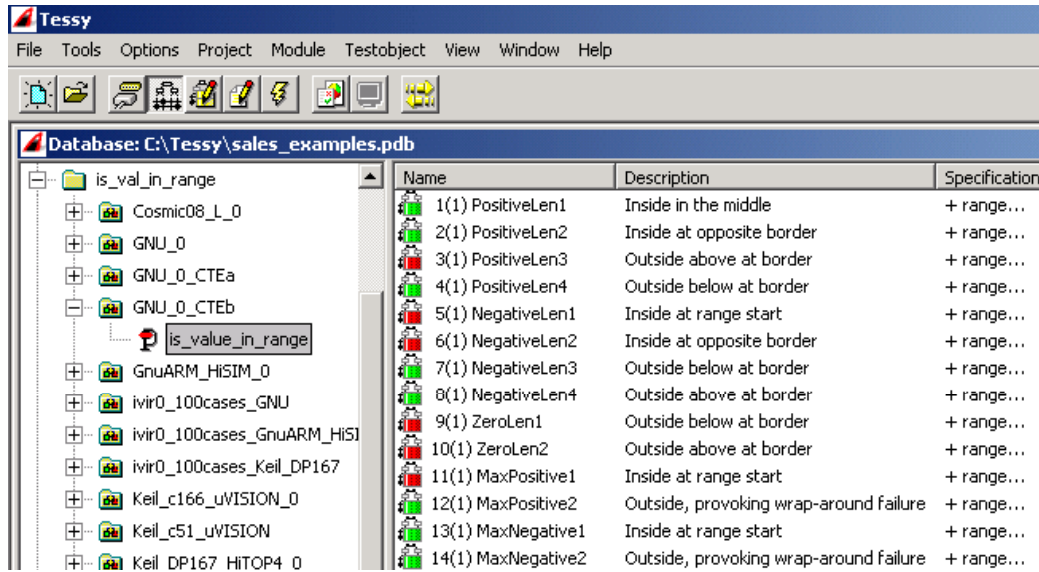 Tessy
File Tools Options Project Module Testobject View Window Help
Database: C:\Tessy\sales_examples.pdb
is_val_in_range
Cosmic08_L_0
GNU_0
GNU_0_CTEa
GNU_0_CTEb
is_value_in_range
GnuARM_HiSIM_0
ivir0_100cases_GNU
ivir0_100cases_GnuARM_HiSI
ivir0_100cases_Keil_DP167
Keil_c166_uVISION_0
Keil_c51_uVISION
Keil_DP167_HiTOP4_0
Name Description Specification
1(1) PositiveLen1 Inside in the middle + range...
2(1) PositiveLen2 Inside at opposite border + range...
3(1) PositiveLen3 Outside above at border + range...
4(1) PositiveLen4 Outside below at border + range...
5(1) NegativeLen1 Inside at range start + range...
6(1) NegativeLen2 Inside at opposite border + range...
7(1) NegativeLen3 Outside below at border + range...
8(1) NegativeLen4 Outside above at border + range...
9(1) ZeroLen1 Outside below at border + range...
10(1) ZeroLen2 Outside above at border + range...
11(1) MaxPositive1 Inside at range start + range...
12(1) MaxPositive2 Outside, provoking wrap-around failure + range...
13(1) MaxNegative1 Inside at range start + range...
14(1) MaxNegative2 Outside, provoking wrap-around failure + range...